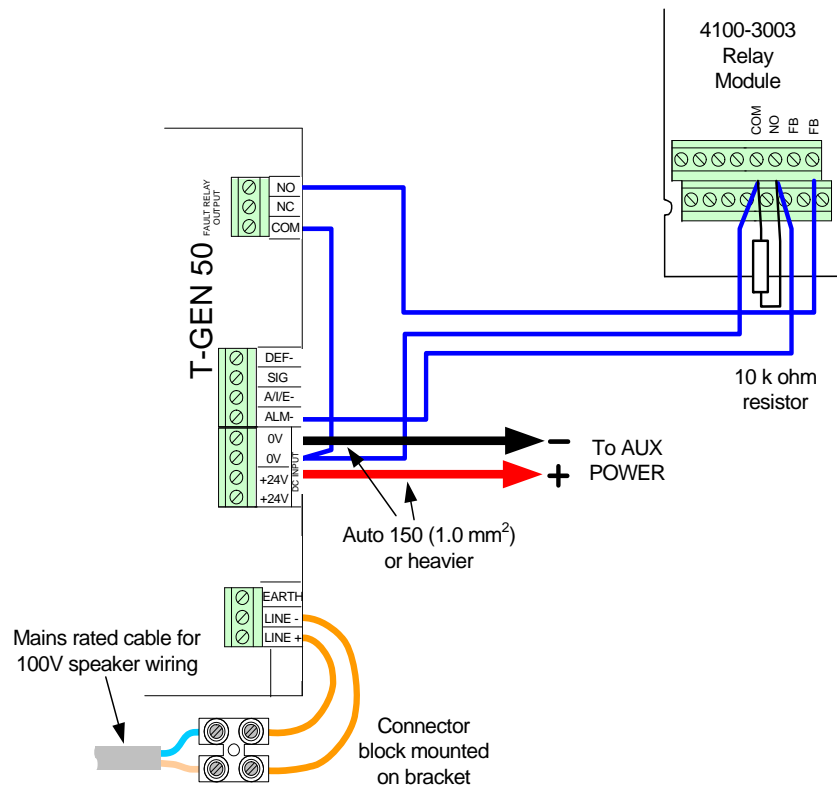 4100-3003
Relay
Module
COM
NO
FB
FB
T-GEN 50
FAULT RELAY
OUTPUT
NO
NC
COM
DEF-
SIG
A/I/E-
ALM-
0V
0V
+24V
+24V
DC INPUT
10 k ohm
resistor
To AUX
POWER
−
+
Auto 150 (1.0 mm²)
or heavier
EARTH
LINE -
LINE +
Mains rated cable for
100V speaker wiring
Connector
block mounted
on bracket